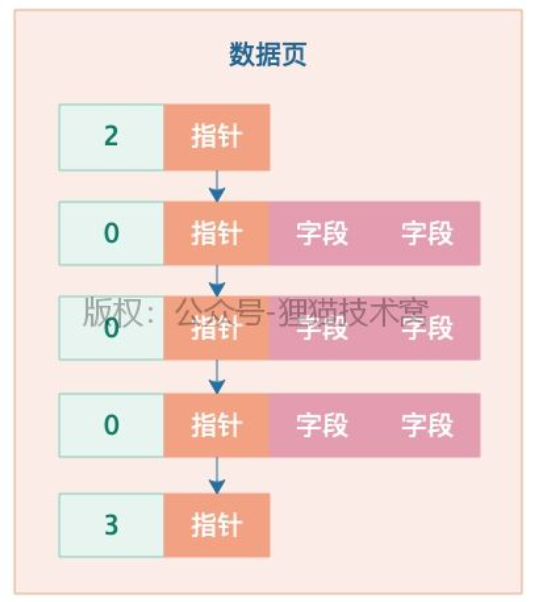 数据页
2 指针
0 指针 字段 字段
版权：公众号-狸猫技术窝
0 指针 字段 字段
0 指针 字段 字段
3 指针